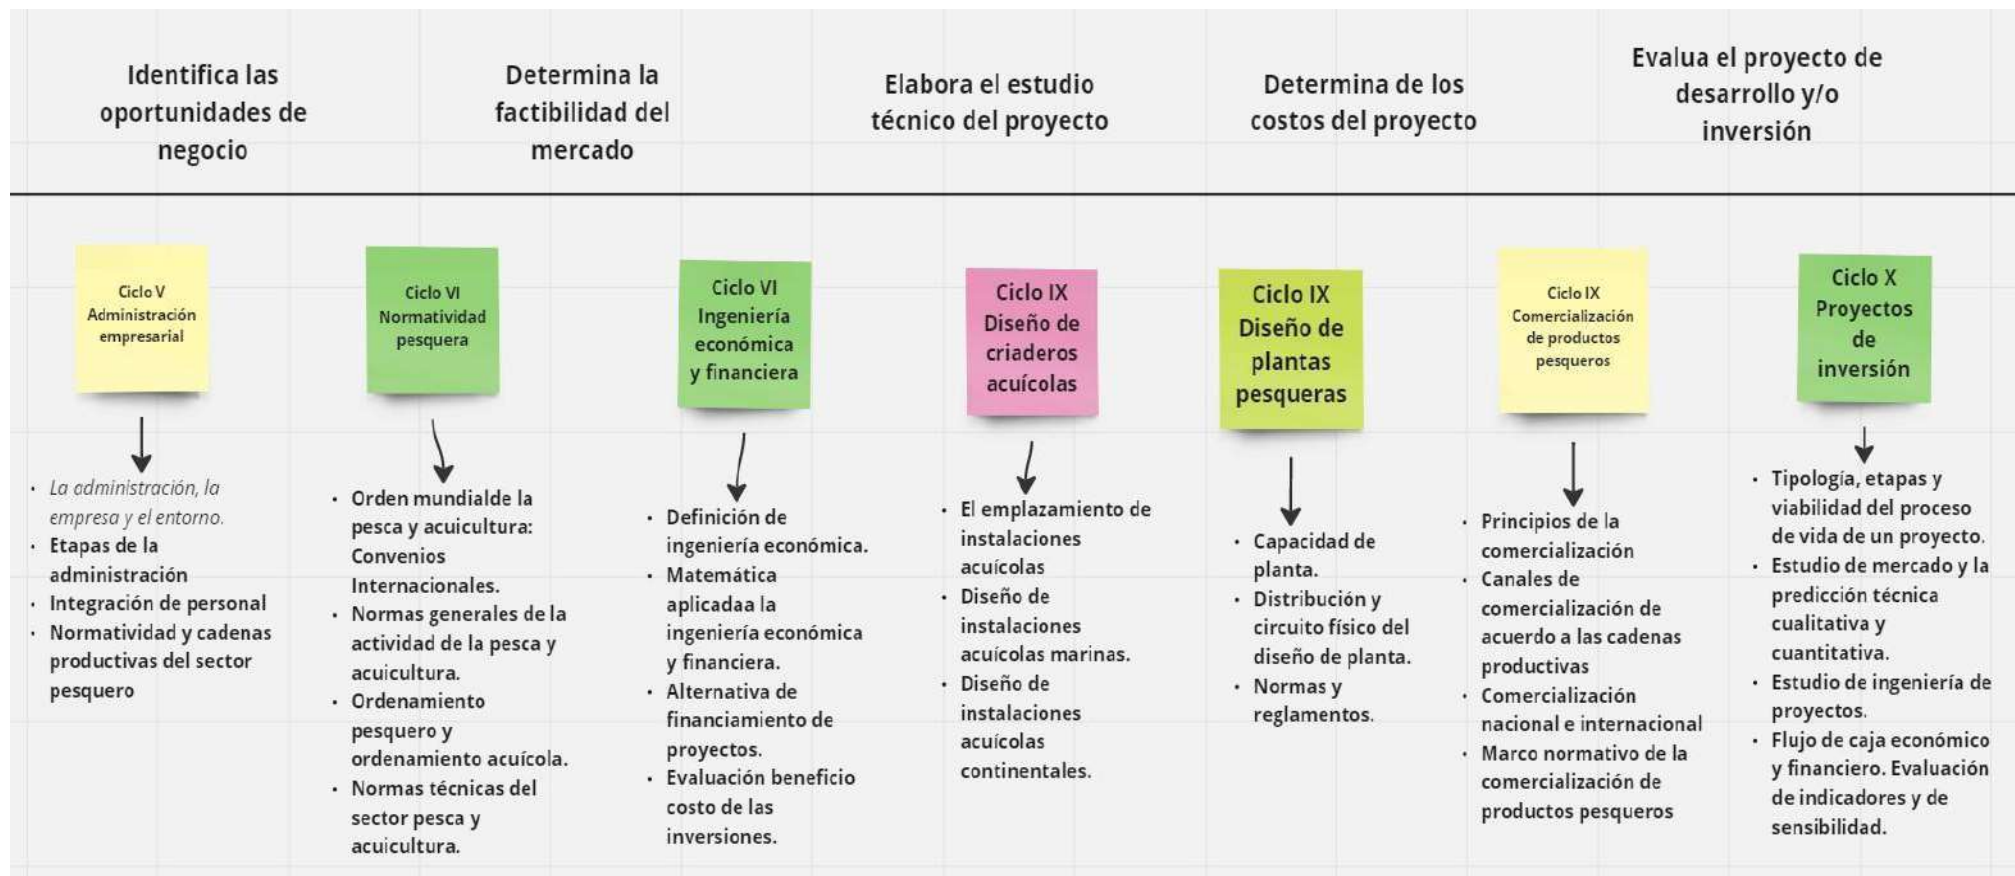 Identifica las
oportunidades de
negocio
Determina la
factibilidad del
mercado
Elabora el estudio
técnico del proyecto
Determina de los
costos del proyecto
Evalua el proyecto de
desarrollo y/o
inversión
Ciclo V
Administración
empresarial
Ciclo VI
Normatividad
pesquera
Ciclo VI
Ingeniería
económica
y financiera
Ciclo IX
Diseño de
criaderos
acuícolas
Ciclo IX
Diseño de
plantas
pesqueras
Ciclo IX
Comercialización
de productos
pesqueros
Ciclo X
Proyectos
de
inversión
• La administración, la
empresa y el entorno.
• Etapas de la
administración
• Integración de personal
• Normatividad y cadenas
productivas del sector
pesquero
• Orden mundialde la
pesca y acuicultura:
Convenios
Internacionales.
• Normas generales de la
actividad de la pesca y
acuicultura.
• Ordenamiento
pesquero y
ordenamiento acuícola.
• Normas técnicas del
sector pesca y
acuicultura.
• Definición de
ingeniería económica.
• Matemática
aplicadaa la
ingeniería económica
y financiera.
• Alternativa de
financiamiento de
proyectos.
• Evaluación beneficio
costo de las
inversiones.
• El emplazamiento de
instalaciones
acuícolas
• Diseño de
instalaciones
acuícolas marinas.
• Diseño de
instalaciones
acuícolas
continentales.
• Capacidad de
planta.
• Distribución y
circuito físico del
diseño de planta.
• Normas y
reglamentos.
• Principios de la
comercialización
• Canales de
comercialización de
acuerdo a las cadenas
productivas
• Comercialización
nacional e internacional
• Marco normativo de la
comercialización de
productos pesqueros
• Tipología, etapas y
viabilidad del proceso
de vida de un proyecto.
• Estudio de mercado y la
predicción técnica
cualitativa y
cuantitativa.
• Estudio de ingeniería de
proyectos.
• Flujo de caja económico
y financiero. Evaluación
de indicadores y de
sensibilidad.